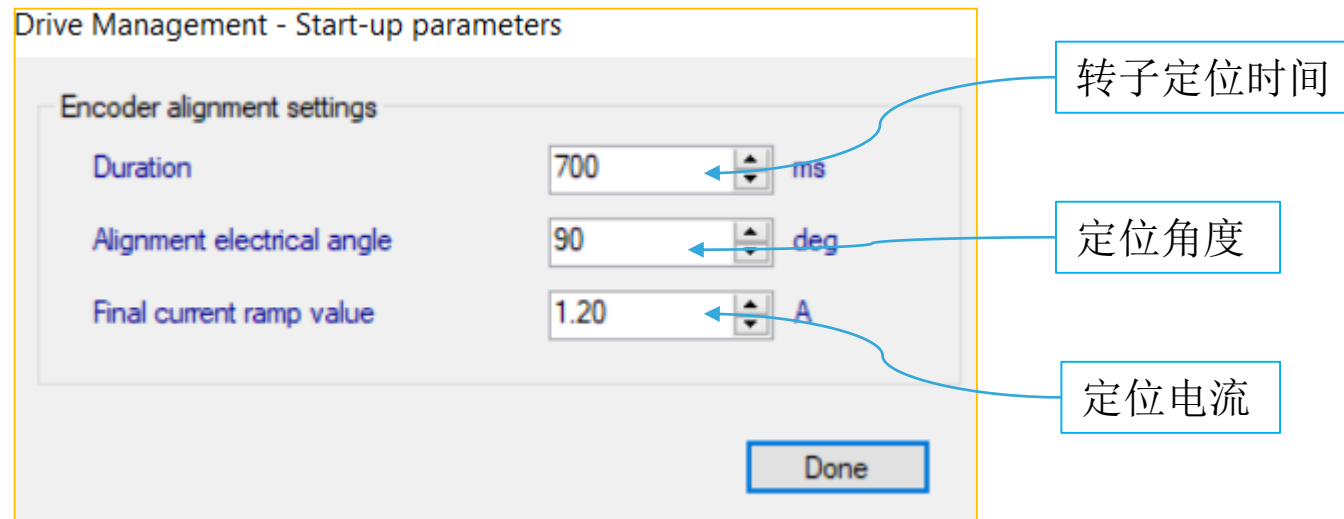 Drive Management - Start-up parameters
转子定位时间
Encoder alignment settings
Duration 700 ms
Alignment electrical angle 90 deg
定位角度
Final current ramp value 1.20 A
定位电流
Done